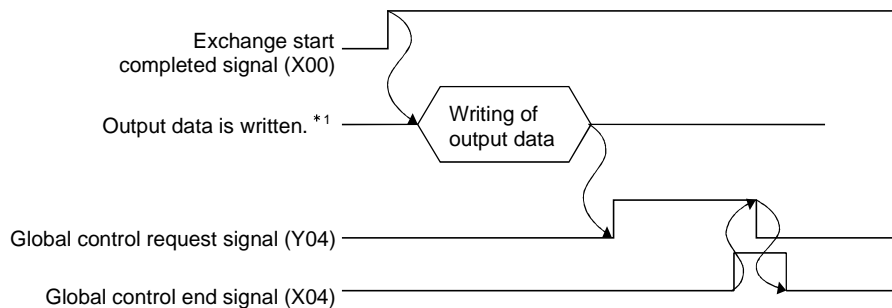 Exchange start
completed signal (X00)
Output data is written. *1
Writing of
output data
Global control request signal (Y04)
Global control end signal (X04)